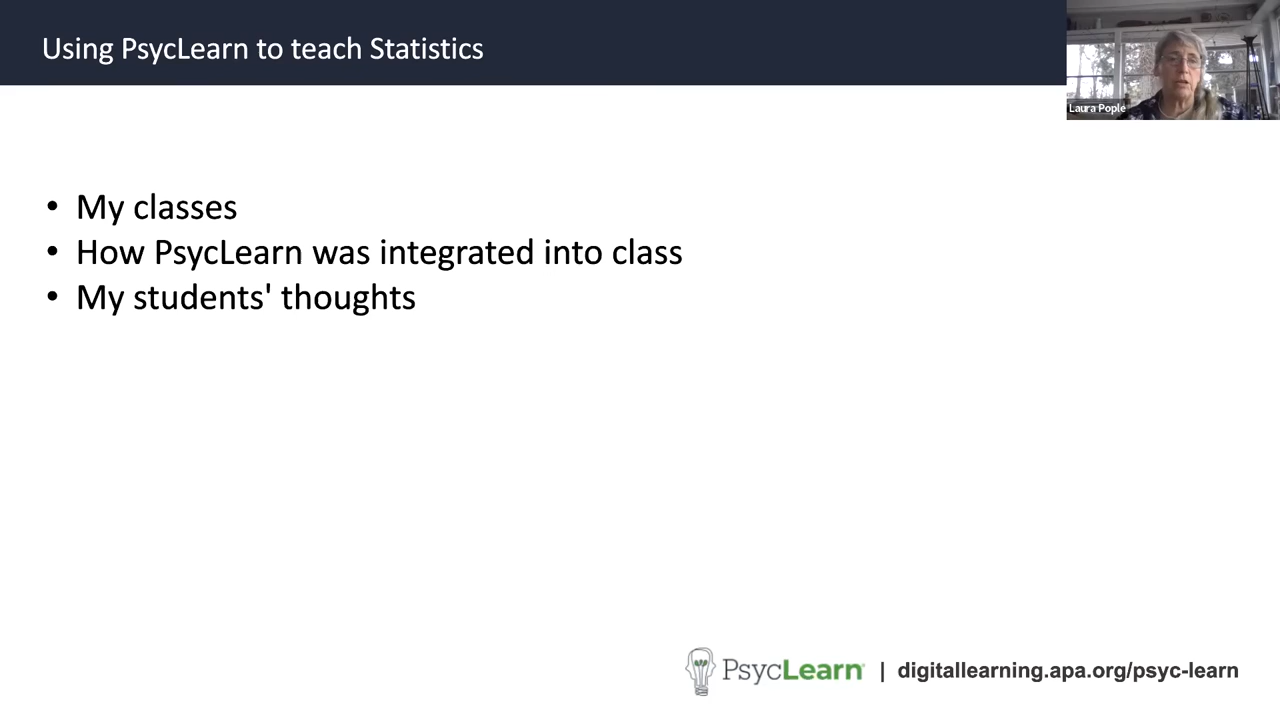 Using PsycLearn to teach Statistics
Laura Pople
• My classes
• How PsycLearn was integrated into class
• My students' thoughts
PsycLearn | digitallearning.apa.org/psyc-learn